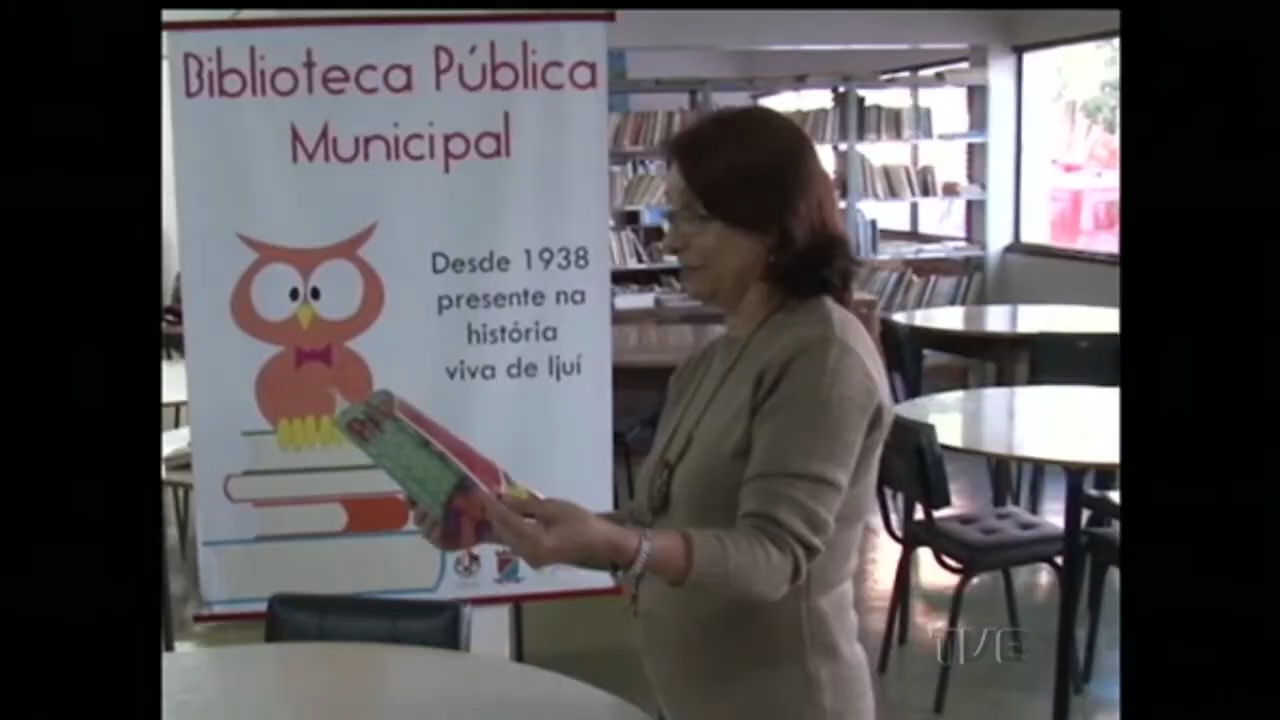 Biblioteca Pública
Municipal
Desde 1938
presente na
história
viva de Ijuí
TVE